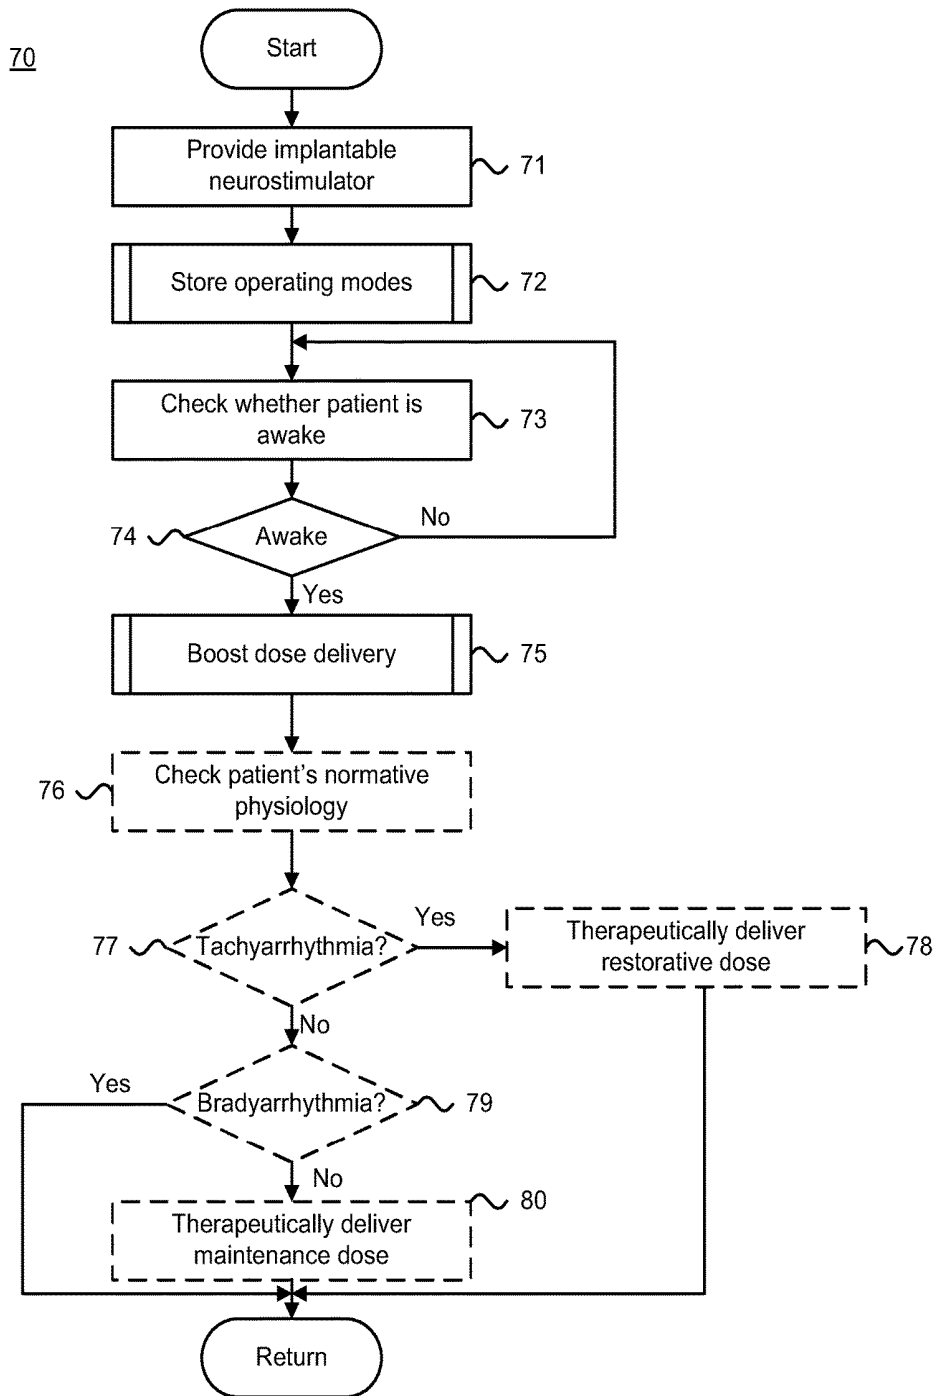 Start
70
Provide implantable
neurostimulator
71
Store operating modes
72
Check whether patient is
awake
73
74
Awake
No
Yes
Boost dose delivery
75
Check patient's normative
physiology
76
Yes
77
Tachyarrhythmia?
Therapeutically deliver
restorative dose
78
No
Yes
Bradyarrhythmia?
79
No
80
Therapeutically deliver
maintenance dose
Return